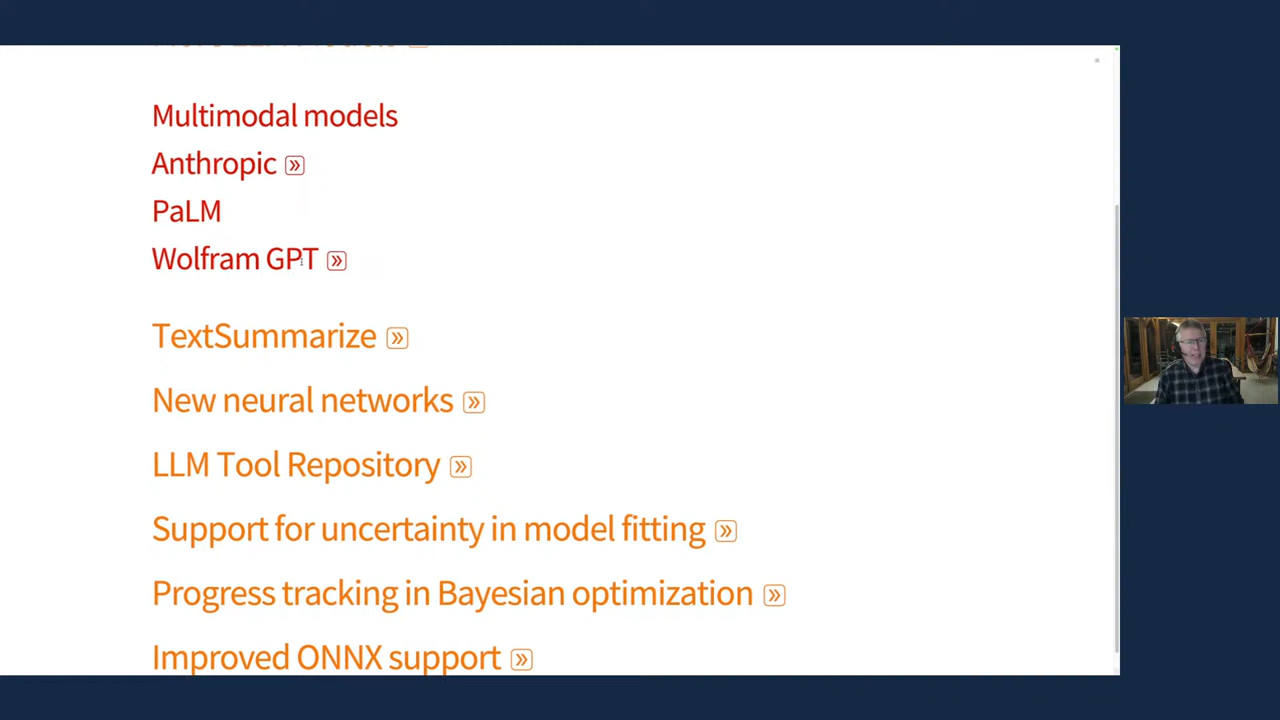 Multimodal models
Anthropic »
PaLM
Wolfram GPT »
TextSummarize »
New neural networks »
LLM Tool Repository »
Support for uncertainty in model fitting »
Progress tracking in Bayesian optimization »
Improved ONNX support »